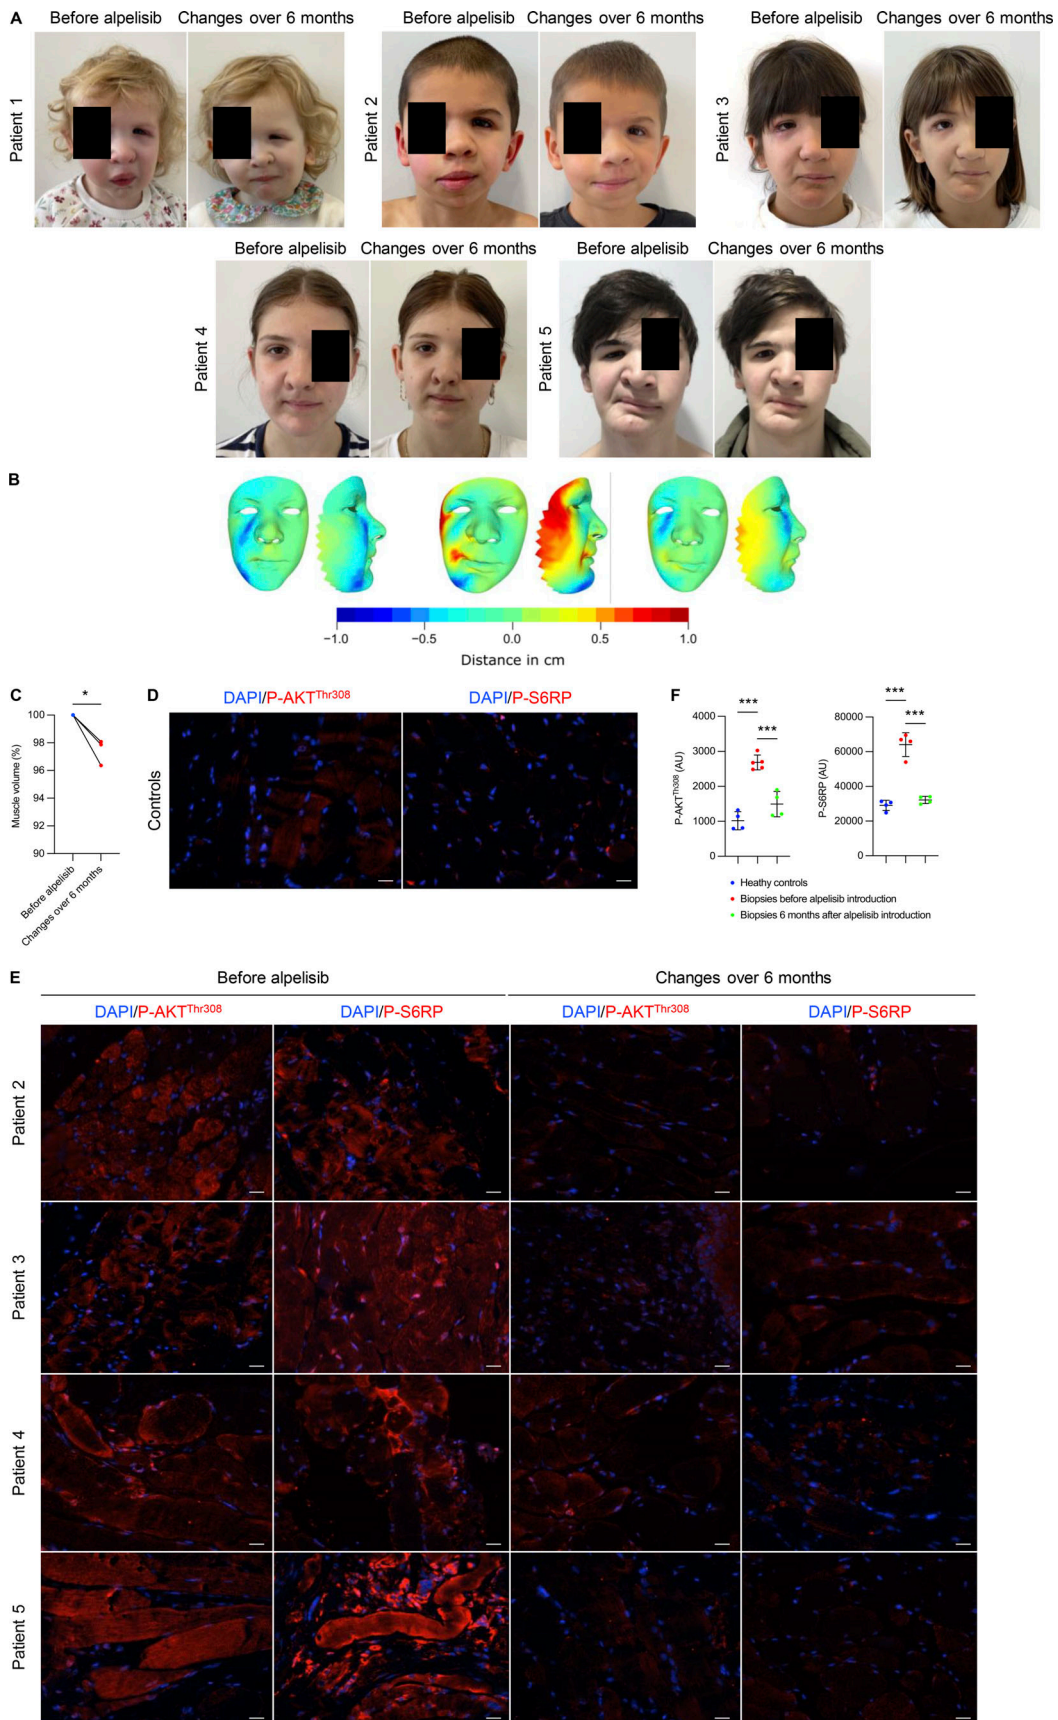 A
Before alpelisib
Changes over 6 months
Before alpelisib
Changes over 6 months
Before alpelisib
Changes over 6 months
Patient 1
Patient 2
Patient 3
Before alpelisib
Changes over 6 months
Before alpelisib
Changes over 6 months
Patient 4
Patient 5
B
−1.0
−0.5
0.0
0.5
1.0
Distance in cm
C
*
100
98
96
94
92
90
Muscle volume (%)
Before alpelisib
Changes over 6 months
D
DAPI/P-AKTThr308
DAPI/P-S6RP
Controls
F
***
***
4000
3000
2000
1000
0
P-AKTThr308 (AU)
***
***
80000
60000
40000
20000
0
P-S6RP (AU)
Heathy controls
Biopsies before alpelisib introduction
Biopsies 6 months after alpelisib introduction
E
Before alpelisib
Changes over 6 months
DAPI/P-AKTThr308
DAPI/P-S6RP
DAPI/P-AKTThr308
DAPI/P-S6RP
Patient 2
Patient 3
Patient 4
Patient 5